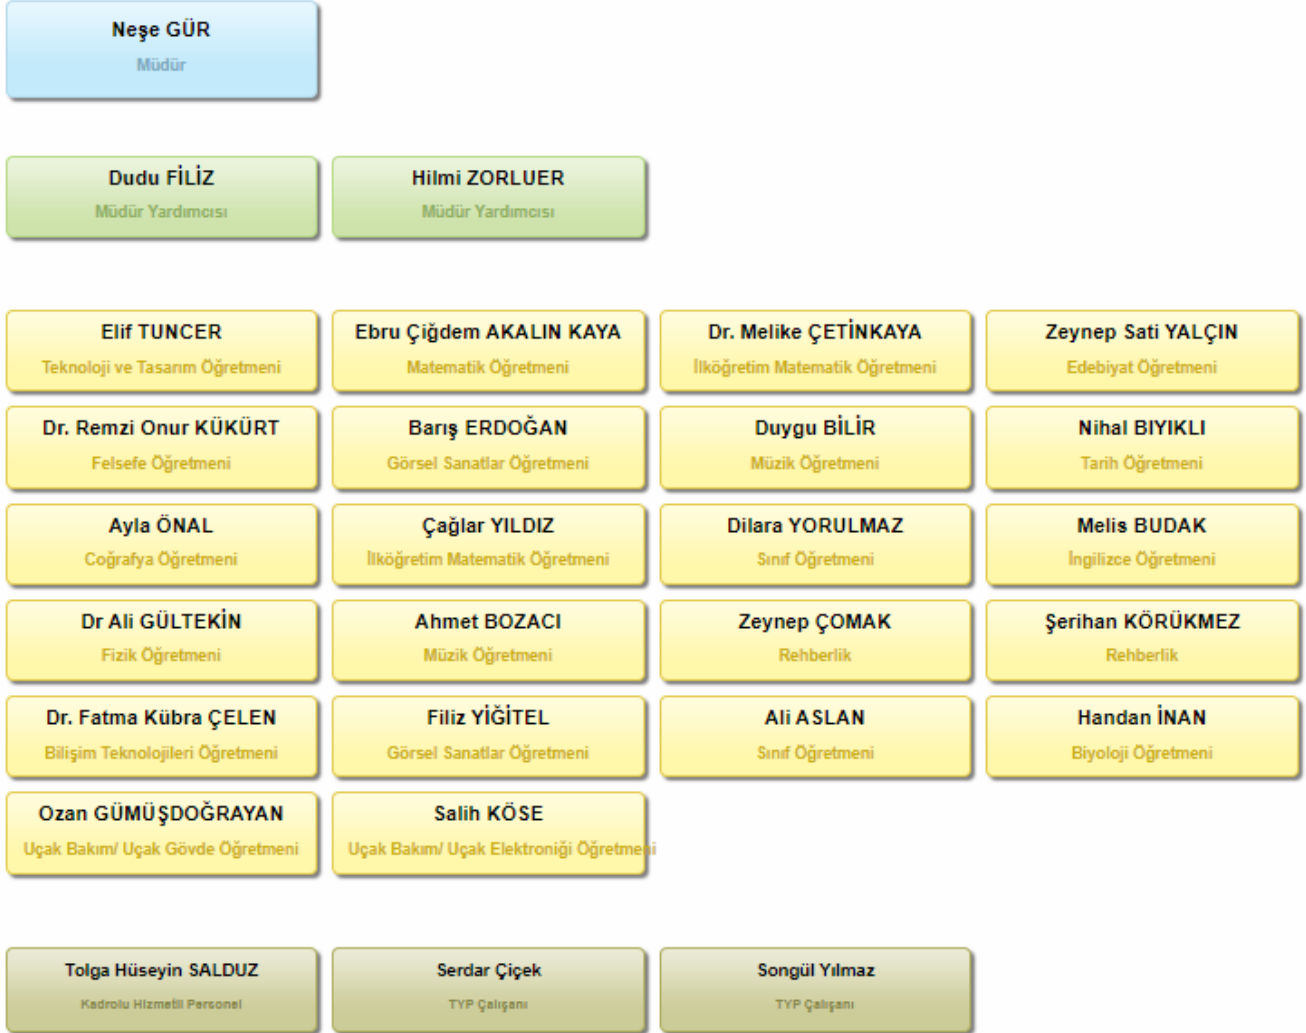 Neşe GÜR
Müdür
Dudu FİLİZ
Müdür Yardımcısı
Hilmi ZORLUER
Müdür Yardımcısı
Elif TUNCER
Teknoloji ve Tasarım Öğretmeni
Ebru Çiğdem AKALIN KAYA
Matematik Öğretmeni
Dr. Melike ÇETİNKAYA
İlköğretim Matematik Öğretmeni
Zeynep Sati YALÇIN
Edebiyat Öğretmeni
Dr. Remzi Onur KÜKÜRT
Felsefe Öğretmeni
Barış ERDOĞAN
Görsel Sanatlar Öğretmeni
Duygu BİLİR
Müzik Öğretmeni
Nihal BIYIKLI
Tarih Öğretmeni
Ayla ÖNAL
Coğrafya Öğretmeni
Çağlar YILDIZ
İlköğretim Matematik Öğretmeni
Dilara YORULMAZ
Sınıf Öğretmeni
Melis BUDAK
İngilizce Öğretmeni
Dr Ali GÜLTEKİN
Fizik Öğretmeni
Ahmet BOZACI
Müzik Öğretmeni
Zeynep ÇOMAK
Rehberlik
Şerihan KÖRÜKMEZ
Rehberlik
Dr. Fatma Kübra ÇELEN
Bilişim Teknolojileri Öğretmeni
Filiz YİĞİTEL
Görsel Sanatlar Öğretmeni
Ali ASLAN
Sınıf Öğretmeni
Handan İNAN
Biyoloji Öğretmeni
Ozan GÜMÜŞDOĞRAYAN
Uçak Bakım/ Uçak Gövde Öğretmeni
Salih KÖSE
Uçak Bakım/ Uçak Elektroniği Öğretmeni
Tolga Hüseyin SALDUZ
Kadrolu Hizmetli Personel
Serdar Çiçek
TYP Çalışanı
Songül Yılmaz
TYP Çalışanı